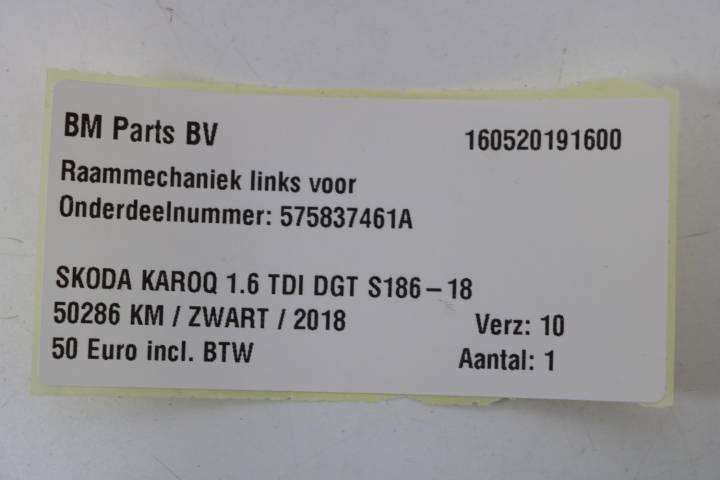 BM Parts BV 160520191600
Raammechaniek links voor
Onderdeelnummer: 575837461A
SKODA KAROQ 1.6 TDI DGT S186-18
50286 KM / ZWART / 2018 Verz: 10
50 Euro incl. BTW Aantal: 1